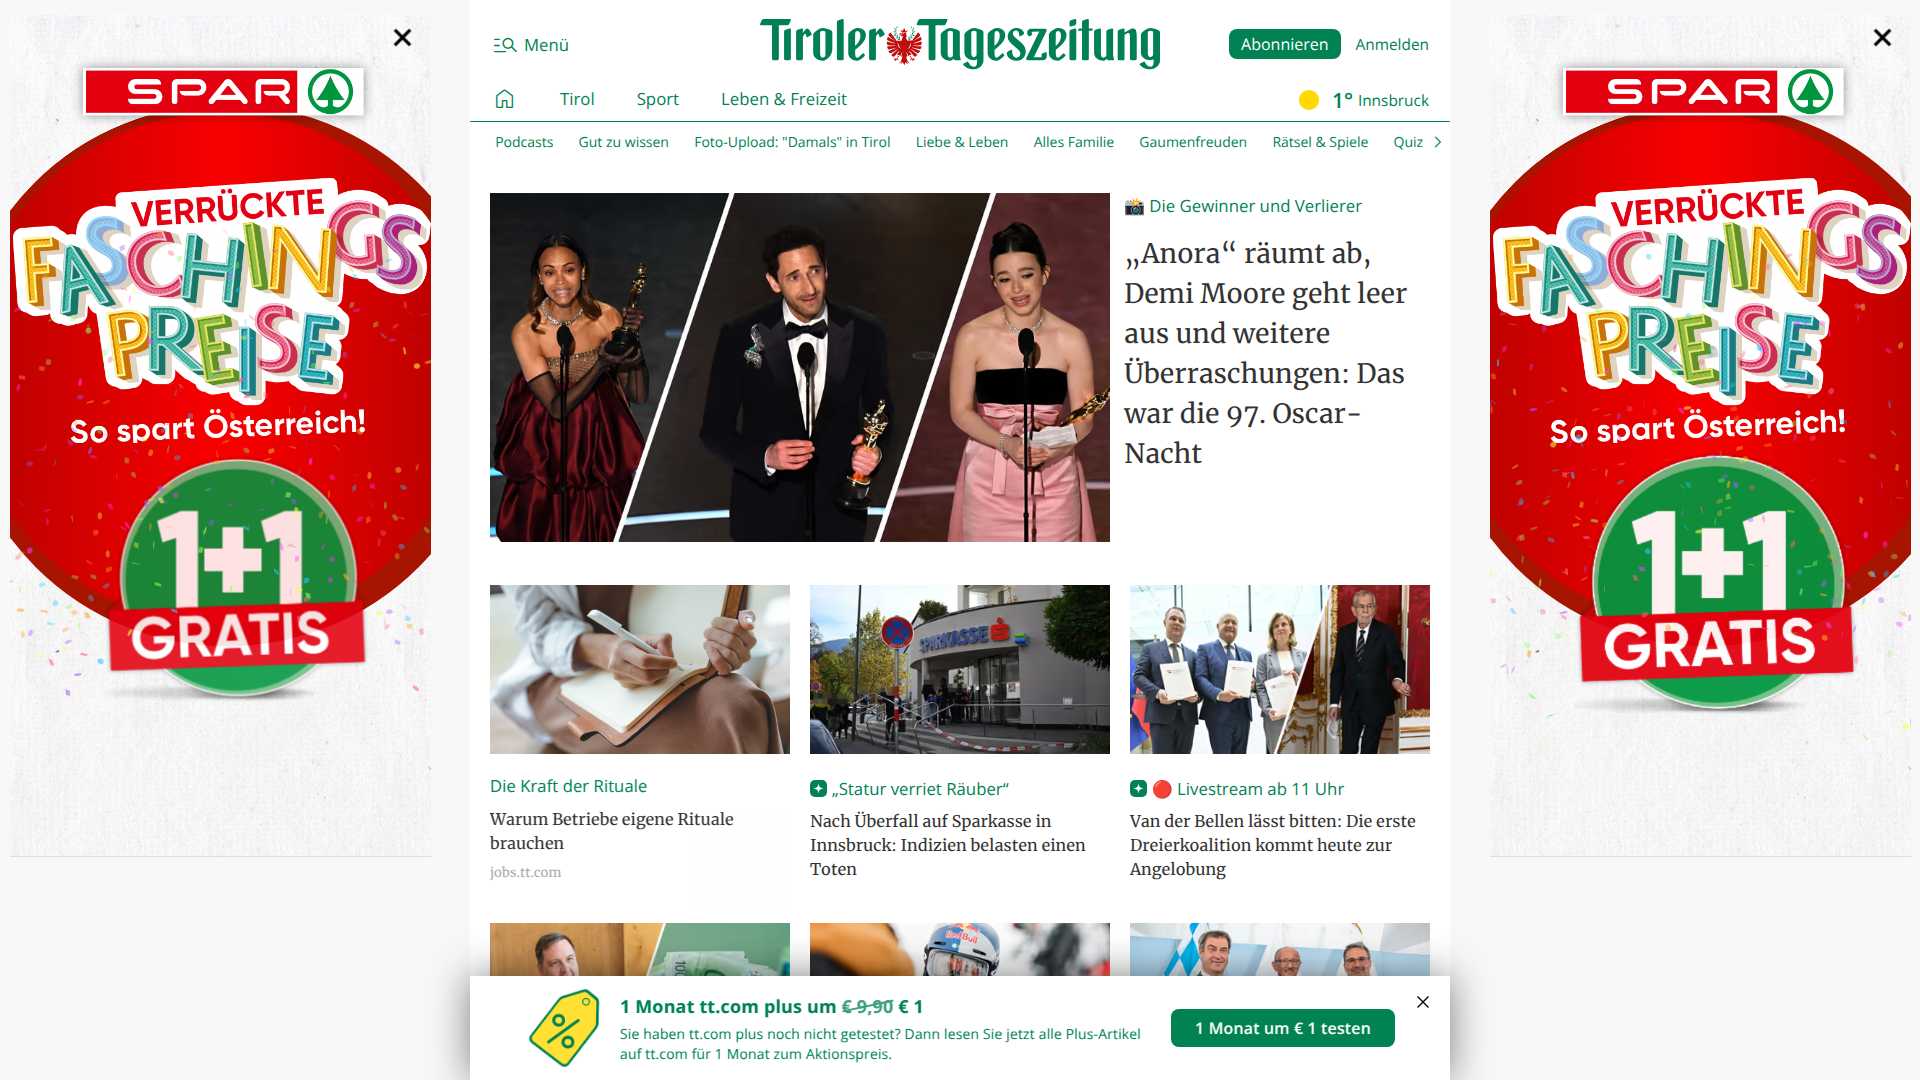 SPAR
VERRÜCKTE
FASCHINGS
PREISE
So spart Österreich!
1+1
GRATIS
Menü
Tiroler Tageszeitung
Abonnieren
Anmelden
Tirol
Sport
Leben & Freizeit
1° Innsbruck
Podcasts
Gut zu wissen
Foto-Upload: "Damals" in Tirol
Liebe & Leben
Alles Familie
Gaumenfreuden
Rätsel & Spiele
Quiz
📸 Die Gewinner und Verlierer
„Anora“ räumt ab,
Demi Moore geht leer
aus und weitere
Überraschungen: Das
war die 97. Oscar-
Nacht
SPARKASSE
Die Kraft der Rituale
Warum Betriebe eigene Rituale
brauchen
jobs.tt.com
„Statur verriet Räuber“
Nach Überfall auf Sparkasse in
Innsbruck: Indizien belasten einen
Toten
🔴 Livestream ab 11 Uhr
Van der Bellen lässt bitten: Die erste
Dreierkoalition kommt heute zur
Angelobung
100
Red Bull
%
1 Monat tt.com plus um € 9,90 € 1
Sie haben tt.com plus noch nicht getestet? Dann lesen Sie jetzt alle Plus-Artikel
auf tt.com für 1 Monat zum Aktionspreis.
1 Monat um € 1 testen
SPAR
VERRÜCKTE
FASCHINGS
PREISE
So spart Österreich!
1+1
GRATIS